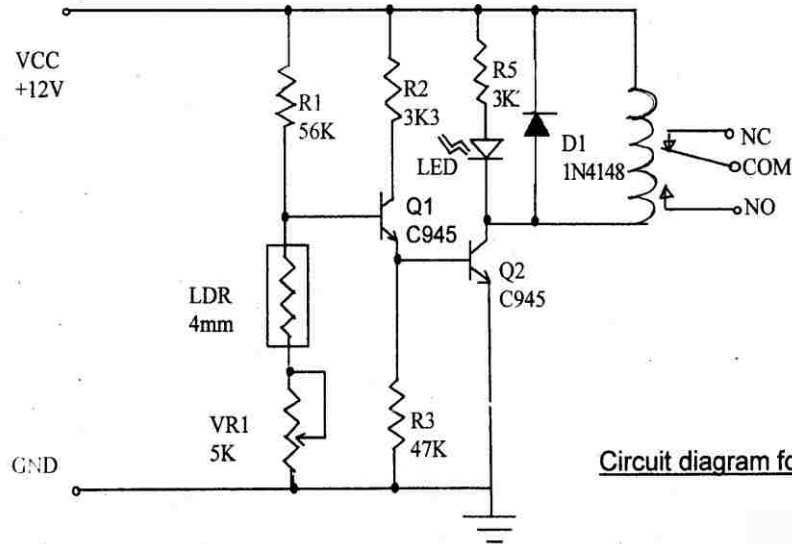 VCC
+12V
R1
56K
R2
3K3
R5
3K
LED
D1
1N4148
NC
COM
NO
Q1
C945
Q2
C945
LDR
4mm
VR1
5K
R3
47K
GND
Circuit diagram fo